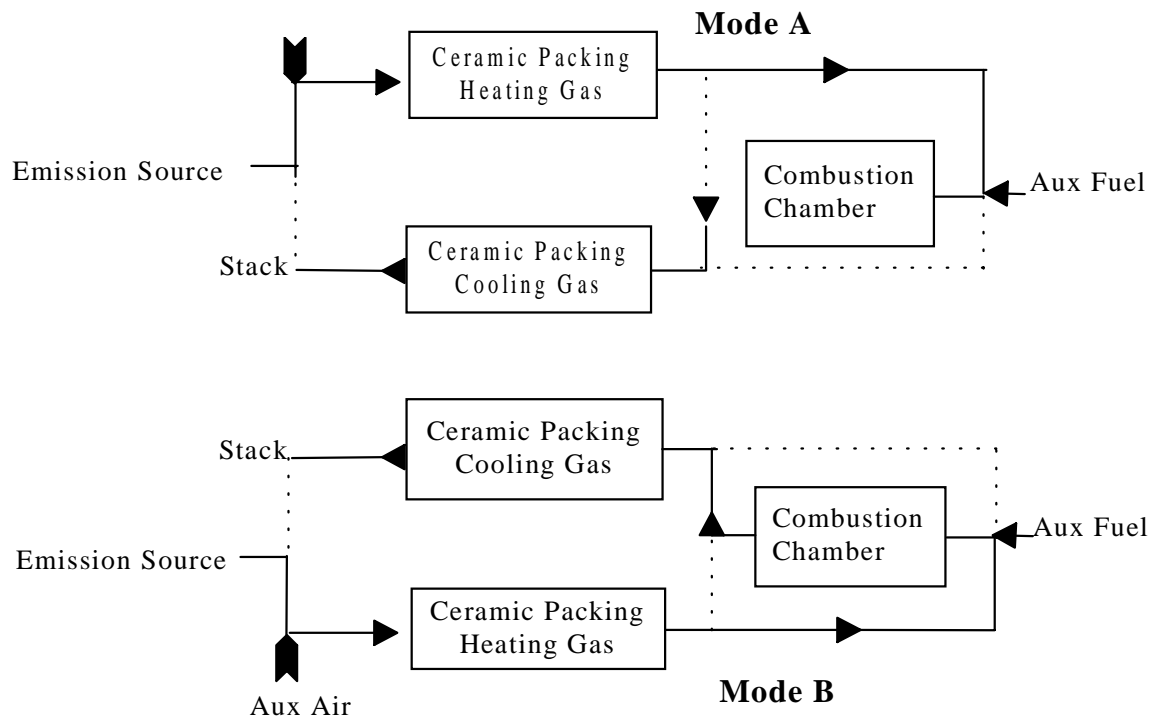 Mode A
Ceramic Packing
Heating Gas
Emission Source
Combustion
Chamber
Aux Fuel
Stack
Ceramic Packing
Cooling Gas
Stack
Ceramic Packing
Cooling Gas
Combustion
Chamber
Aux Fuel
Emission Source
Ceramic Packing
Heating Gas
Mode B
Aux Air